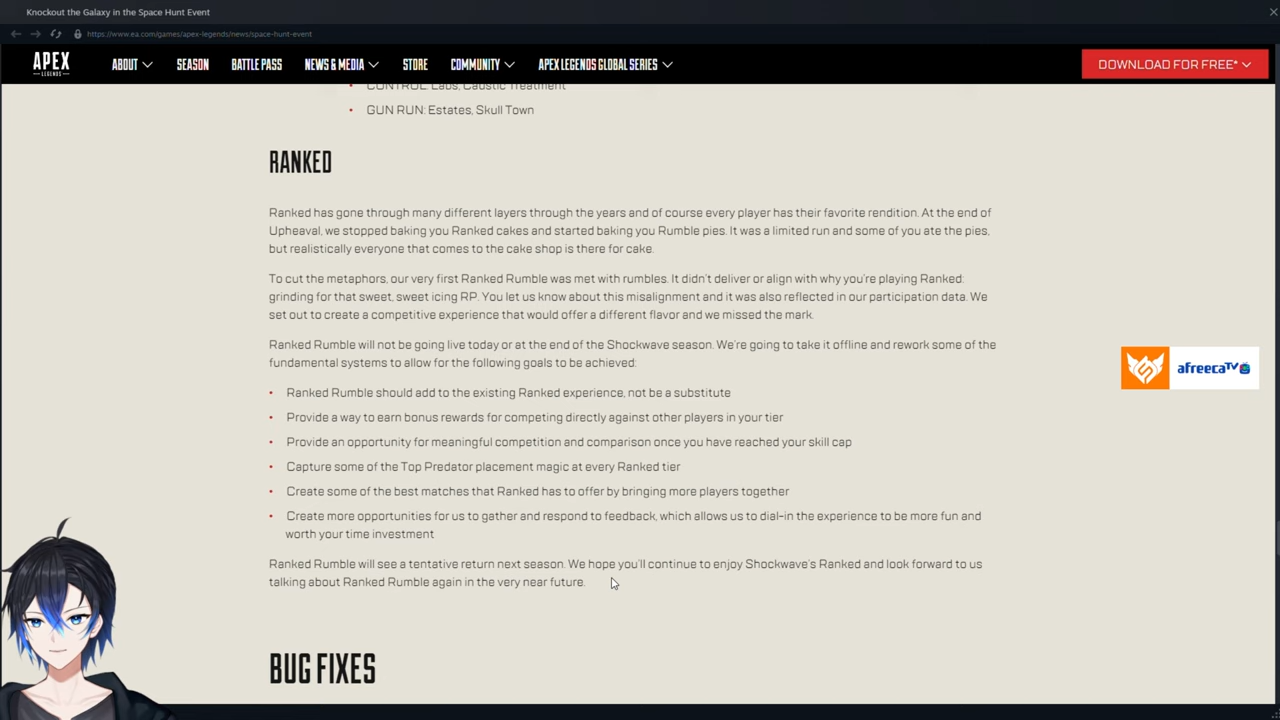 Knockout the Galaxy in the Space Hunt Event
https://www.ea.com/games/apex-legends/news/space-hunt-event
APEX
LEGENDS
ABOUT
SEASON
BATTLE PASS
NEWS & MEDIA
STORE
COMMUNITY
APEX LEGENDS GLOBAL SERIES
DOWNLOAD FOR FREE*
• CONTROL: Labs, Caustic Treatment
• GUN RUN: Estates, Skull Town
RANKED
Ranked has gone through many different layers through the years and of course every player has their favorite rendition. At the end of
Upheaval, we stopped baking you Ranked cakes and started baking you Rumble pies. It was a limited run and some of you ate the pies,
but realistically everyone that comes to the cake shop is there for cake.
To cut the metaphors, our very first Ranked Rumble was met with rumbles. It didn't deliver or align with why you're playing Ranked:
grinding for that sweet, sweet icing RP. You let us know about this misalignment and it was also reflected in our participation data. We
set out to create a competitive experience that would offer a different flavor and we missed the mark.
Ranked Rumble will not be going live today or at the end of the Shockwave season. We're going to take it offline and rework some of the
fundamental systems to allow for the following goals to be achieved:
• Ranked Rumble should add to the existing Ranked experience, not be a substitute
• Provide a way to earn bonus rewards for competing directly against other players in your tier
• Provide an opportunity for meaningful competition and comparison once you have reached your skill cap
• Capture some of the Top Predator placement magic at every Ranked tier
• Create some of the best matches that Ranked has to offer by bringing more players together
• Create more opportunities for us to gather and respond to feedback, which allows us to dial-in the experience to be more fun and
worth your time investment
Ranked Rumble will see a tentative return next season. We hope you'll continue to enjoy Shockwave's Ranked and look forward to us
talking about Ranked Rumble again in the very near future.
afreecaTV
BUG FIXES